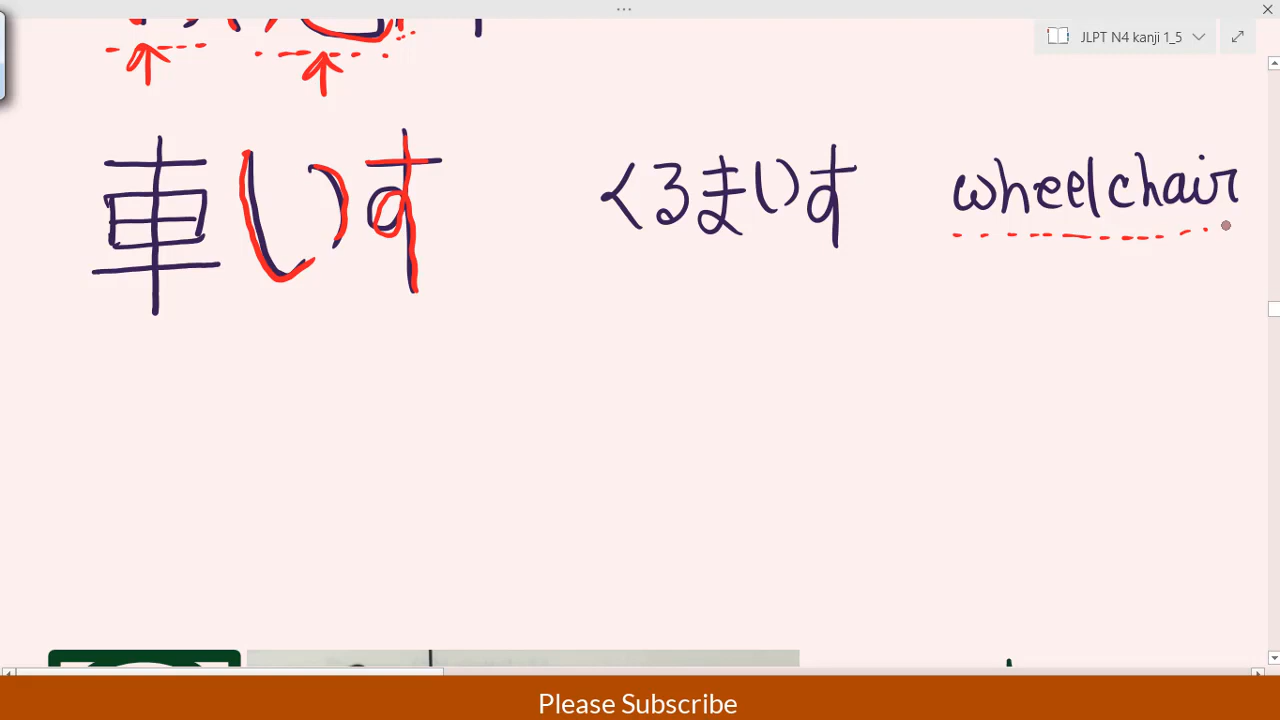 JLPT N4 kanji 1_5
車いす くるまいす wheelchair
Please Subscribe